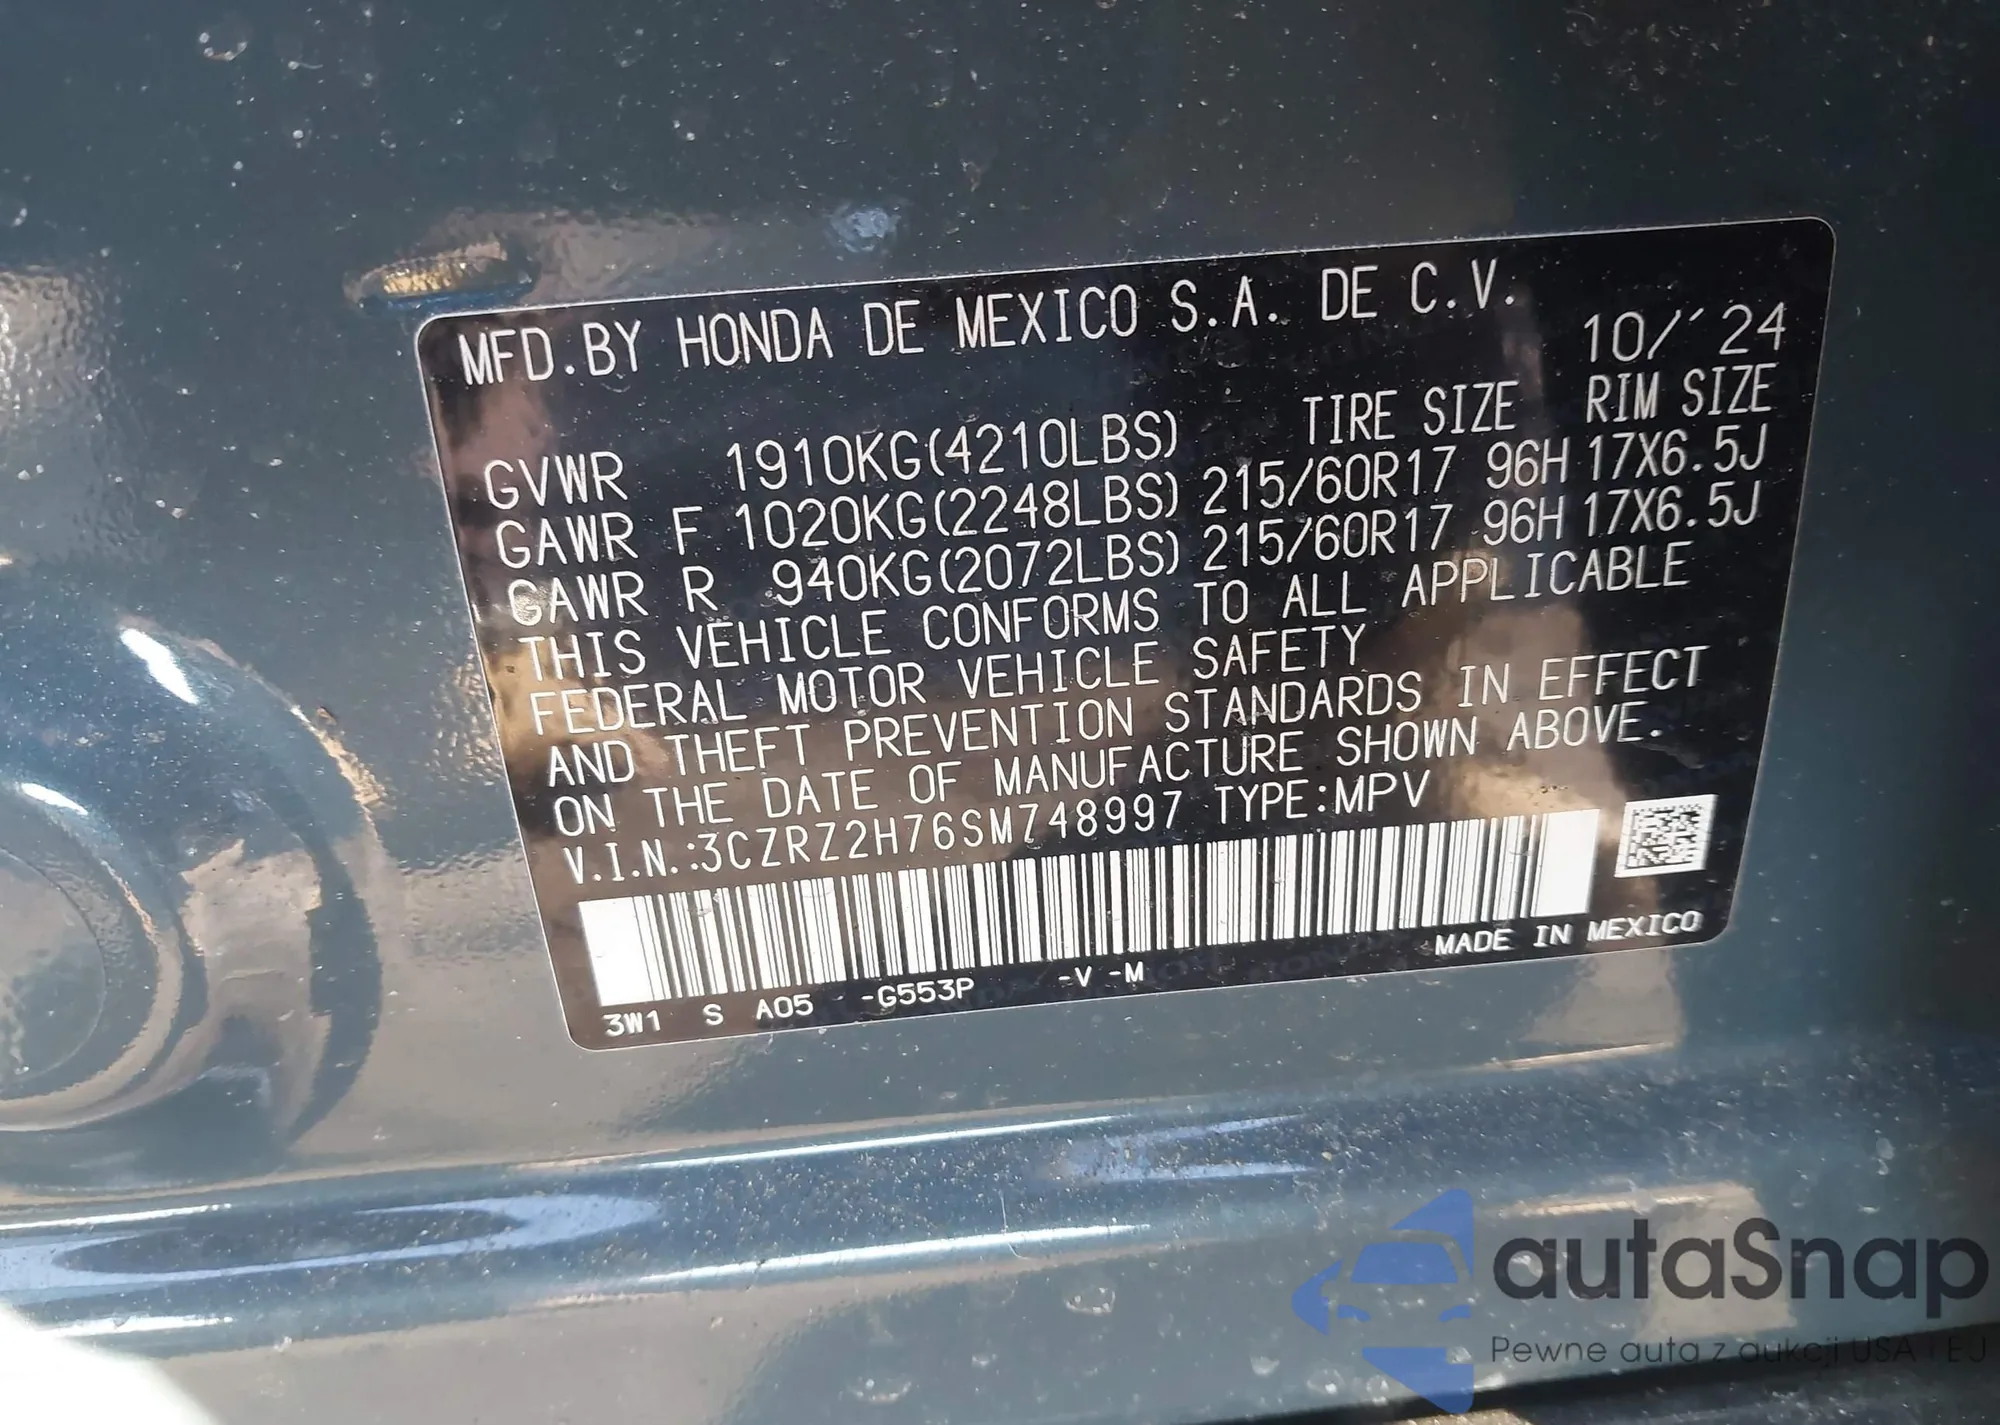 MFD.BY HONDA DE MEXICO S.A. DE C.V.
10/'24
TIRE SIZE RIM SIZE
GVWR 1910KG(4210LBS)
GAWR F 1020KG(2248LBS) 215/60R17 96H 17X6.5J
GAWR R 940KG(2072LBS) 215/60R17 96H 17X6.5J
THIS VEHICLE CONFORMS TO ALL APPLICABLE
FEDERAL MOTOR VEHICLE SAFETY
AND THEFT PREVENTION STANDARDS IN EFFECT
ON THE DATE OF MANUFACTURE SHOWN ABOVE.
V.I.N.:3CZRZ2H76SM748997 TYPE:MPV
MADE IN MEXICO
3W1 S A05 -G553P -V -M
autaSnap
Pewne auta z aukcji USA i EJ